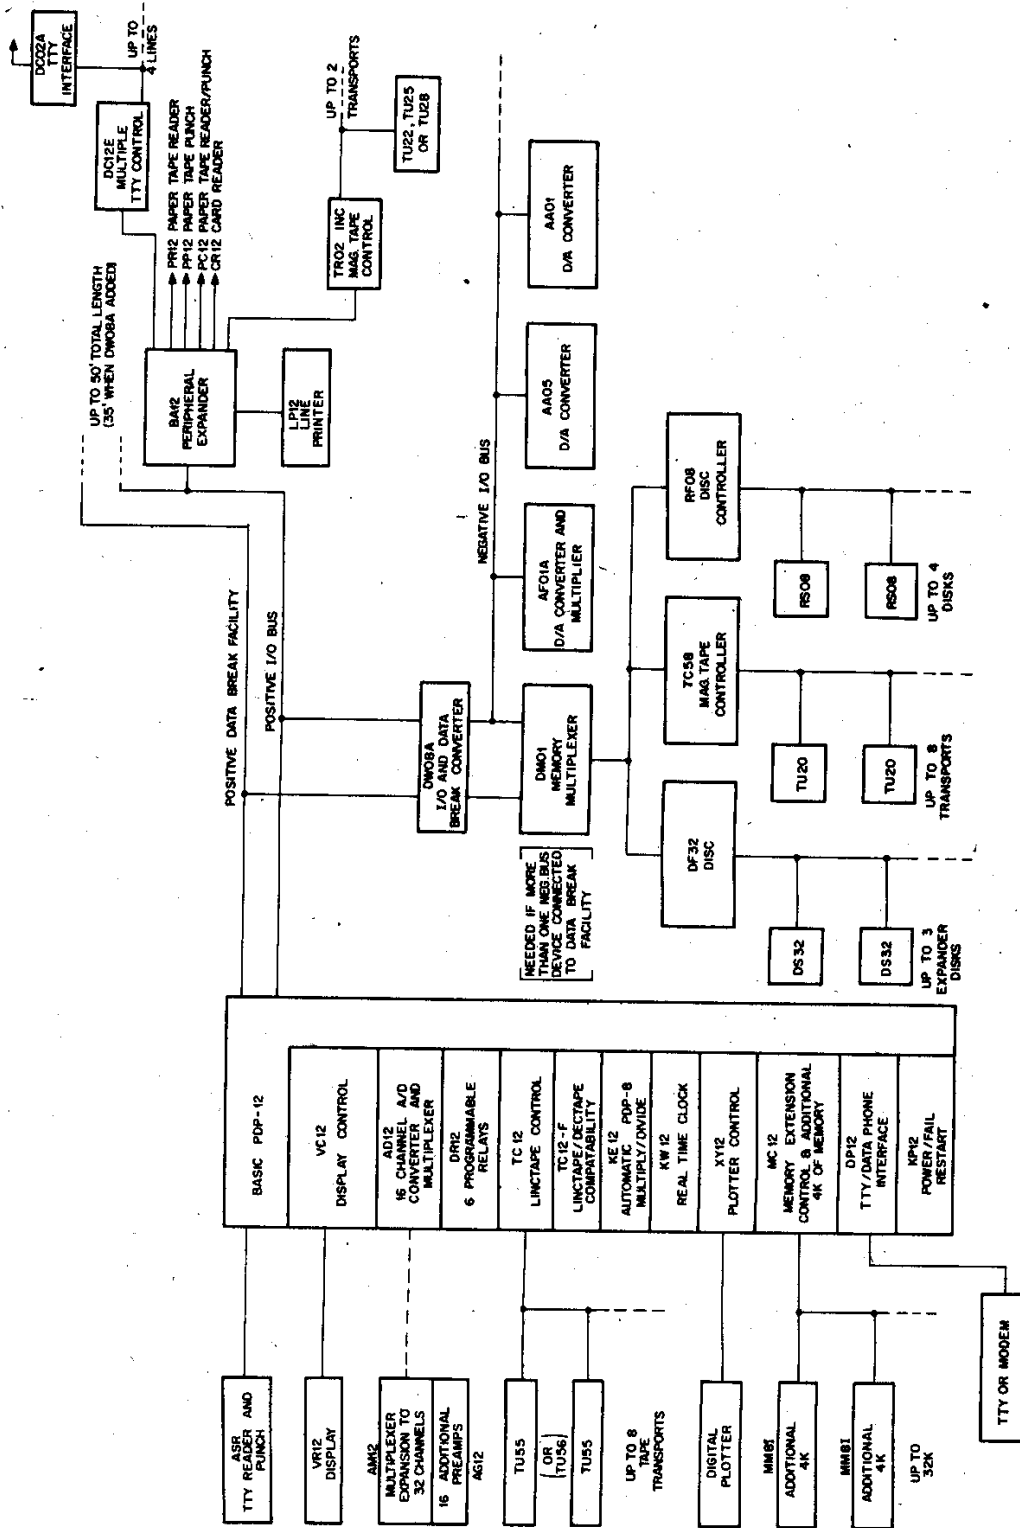 ASR
TTY READER AND
PUNCH
VR12
DISPLAY
AM12
MULTIPLEXER
EXPANSION TO
32 CHANNELS
16 ADDITIONAL
PREAMPS
AG12
TU55
(OR
TU56)
TU55
UP TO 8
TAPE
TRANSPORTS
DIGITAL
PLOTTER
MM8I
ADDITIONAL
4K
MM8I
ADDITIONAL
4K
UP TO
32K
TTY OR MODEM
BASIC PDP-12
VC12
DISPLAY CONTROL
AD12
16 CHANNEL A/D
CONVERTER AND
MULTIPLEXER
DR12
6 PROGRAMMABLE
RELAYS
TC12
LINCTAPE CONTROL
TC12-F
LINCTAPE/DECTAPE
COMPATABILITY
KE12
AUTOMATIC PDP-8
MULTIPLY/DIVIDE
KW12
REAL TIME CLOCK
XY12
PLOTTER CONTROL
MC12
MEMORY EXTENSION
CONTROL & ADDITIONAL
4K OF MEMORY
DP12
TTY/DATA PHONE
INTERFACE
KP12
POWER/FAIL
RESTART
POSITIVE DATA BREAK FACILITY
POSITIVE I/O BUS
UP TO 50' TOTAL LENGTH
(35' WHEN DW08A ADDED)
BA12
PERIPHERAL
EXPANDER
DC12E
MULTIPLE
TTY CONTROL
DC02A
TTY
INTERFACE
UP TO
4 LINES
PR12 PAPER TAPE READER
PP12 PAPER TAPE PUNCH
PC12 PAPER TAPE READER/PUNCH
CR12 CARD READER
LP12
LINE
PRINTER
TR02 INC
MAG. TAPE
CONTROL
UP TO 2
TRANSPORTS
TU22, TU25
OR TU28
DW08A
I/O AND DATA
BREAK CONVERTER
NEGATIVE I/O BUS
[NEEDED IF MORE
THAN ONE NEG. BUS
DEVICE CONNECTED
TO DATA BREAK
FACILITY]
DM01
MEMORY
MULTIPLEXER
AF01A
D/A CONVERTER AND
MULTIPLIER
AA05
D/A CONVERTER
AA01
D/A CONVERTER
DF32
DISC
TC58
MAG. TAPE
CONTROLLER
RF08
DISC
CONTROLLER
DS32
DS32
UP TO 3
EXPANDER
DISKS
TU20
TU20
UP TO 8
TRANSPORTS
RS08
RS08
UP TO 4
DISKS